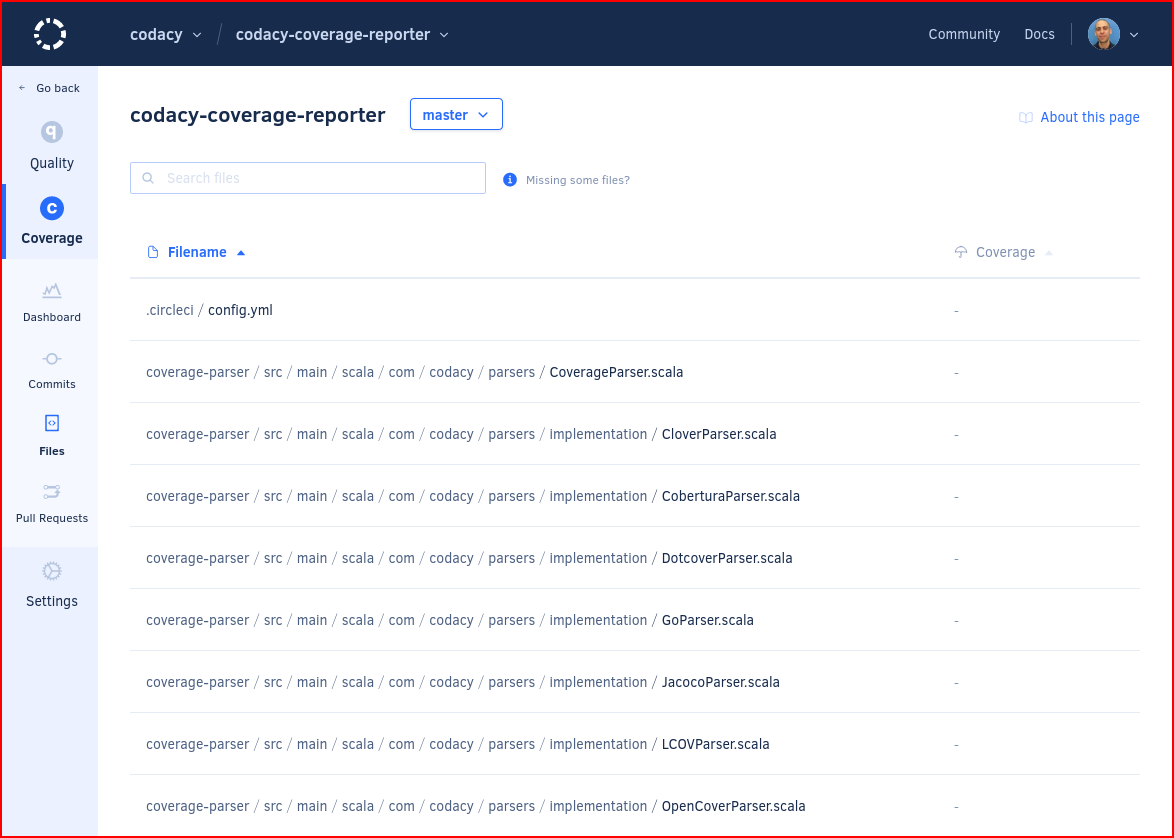 codacy / codacy-coverage-reporter Community Docs
Go back
codacy-coverage-reporter master About this page
q
Quality
Search files i Missing some files?
C
Coverage
Filename Coverage
.circleci / config.yml -
Dashboard
coverage-parser / src / main / scala / com / codacy / parsers / CoverageParser.scala -
Commits
coverage-parser / src / main / scala / com / codacy / parsers / implementation / CloverParser.scala -
Files
coverage-parser / src / main / scala / com / codacy / parsers / implementation / CoberturaParser.scala -
Pull Requests
coverage-parser / src / main / scala / com / codacy / parsers / implementation / DotcoverParser.scala -
Settings
coverage-parser / src / main / scala / com / codacy / parsers / implementation / GoParser.scala -
coverage-parser / src / main / scala / com / codacy / parsers / implementation / JacocoParser.scala -
coverage-parser / src / main / scala / com / codacy / parsers / implementation / LCOVParser.scala -
coverage-parser / src / main / scala / com / codacy / parsers / implementation / OpenCoverParser.scala -